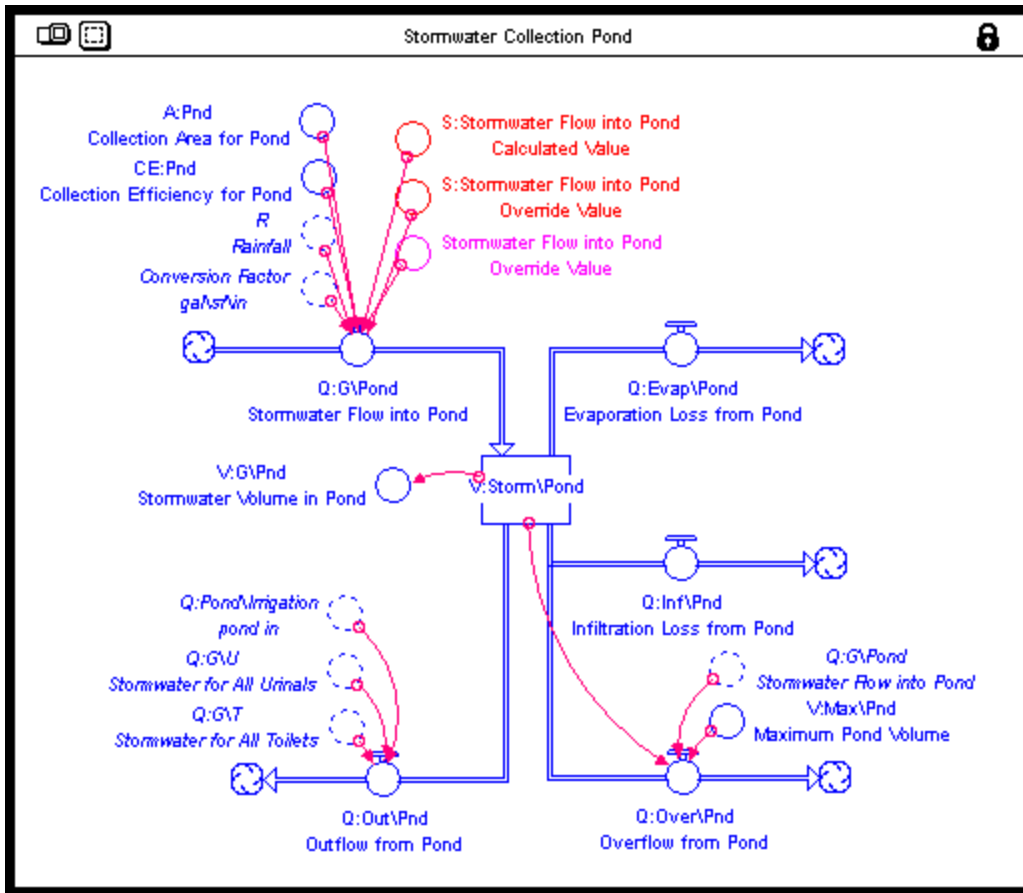 Stormwater Collection Pond
A:Pnd
Collection Area for Pond
CE:Pnd
Collection Efficiency for Pond
R
Rainfall
Conversion Factor
gal\sf\in
S:Stormwater Flow into Pond
Calculated Value
S:Stormwater Flow into Pond
Override Value
Stormwater Flow into Pond
Override Value
Q:G\Pond
Stormwater Flow into Pond
Q:Evap\Pond
Evaporation Loss from Pond
V:G\Pnd
Stormwater Volume in Pond
V:Storm\Pond
Q:Inf\Pnd
Infiltration Loss from Pond
Q:Pond\Irrigation
pond in
Q:G\U
Stormwater for All Urinals
Q:G\T
Stormwater for All Toilets
Q:G\Pond
Stormwater Flow into Pond
V:Max\Pnd
Maximum Pond Volume
Q:Out\Pnd
Outflow from Pond
Q:Over\Pnd
Overflow from Pond